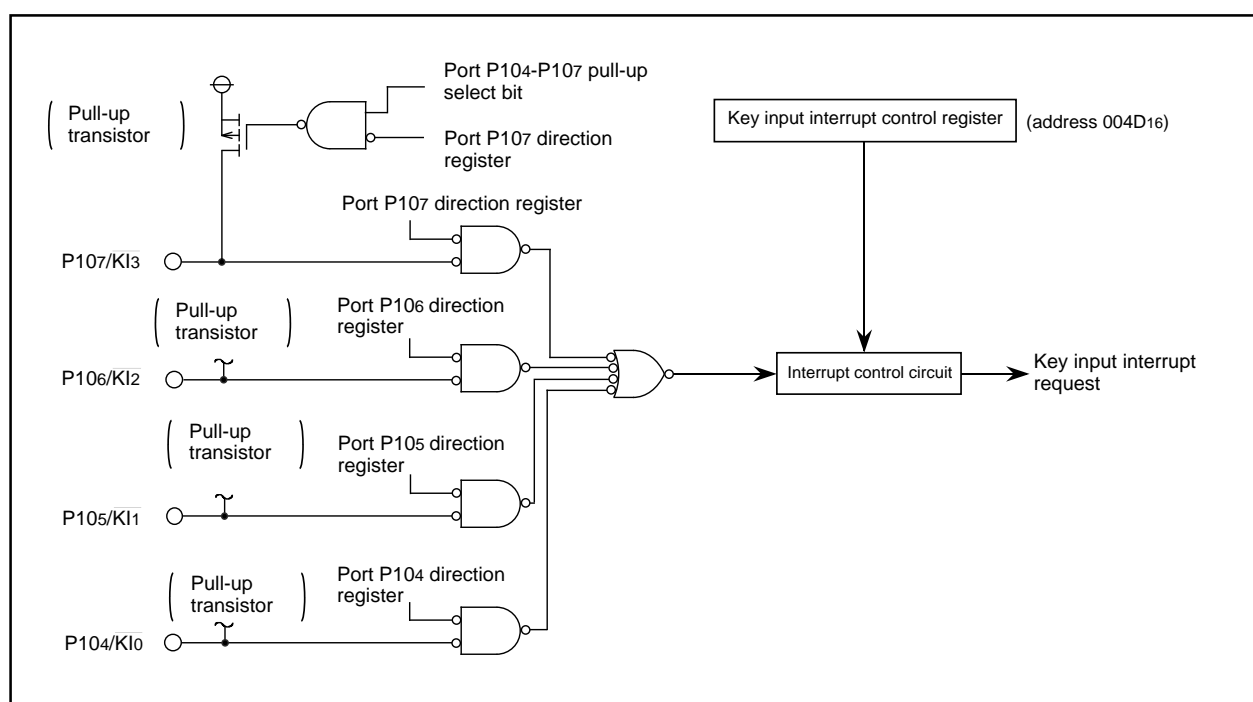 Port P104-P107 pull-up
select bit
( Pull-up
transistor )
Port P107 direction
register
Key input interrupt control register
(address 004D16)
Port P107 direction register
P107/KI3
( Pull-up
transistor )
Port P106 direction
register
P106/KI2
Interrupt control circuit
Key input interrupt
request
( Pull-up
transistor )
Port P105 direction
register
P105/KI1
( Pull-up
transistor )
Port P104 direction
register
P104/KI0